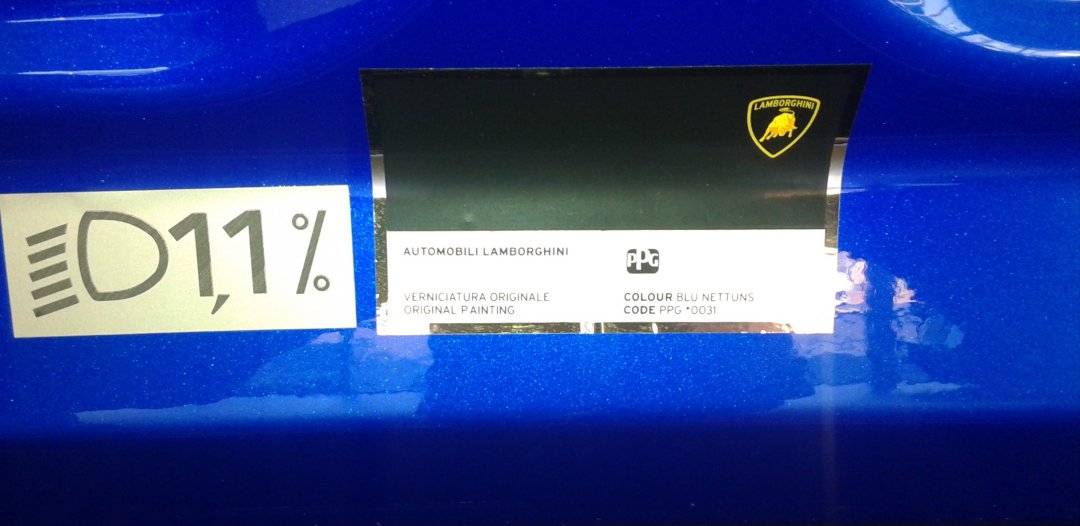 1,1%
LAMBORGHINI
AUTOMOBILI LAMBORGHINI
PPG
VERNICIATURA ORIGINALE
ORIGINAL PAINTING
COLOUR BLU NETTUNS
CODE PPG *0031